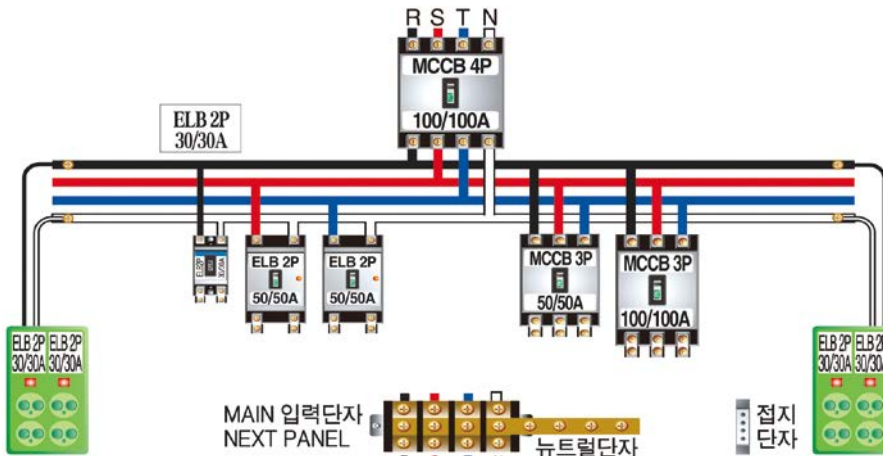 R S T N
MCCB 4P
100/100A
ELB 2P
30/30A
ELB 2P
30/30A
ELB 2P
50/50A
ELB 2P
50/50A
MCCB 3P
50/50A
MCCB 3P
100/100A
ELB 2P ELB 2P
30/30A 30/30A
ELB 2P ELB 2P
30/30A 30/30A
MAIN 입력단자
NEXT PANEL
뉴트럴단자
접지
단자